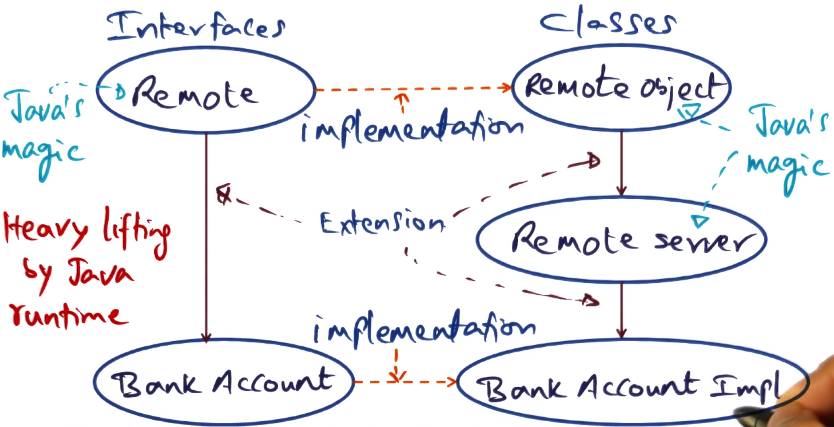 Interfaces
Classes
Remote
Remote object
Java's
magic
implementation
Java's
magic
Heavy lifting
by Java
runtime
Extension
Remote server
implementation
Bank Account
Bank Account Impl